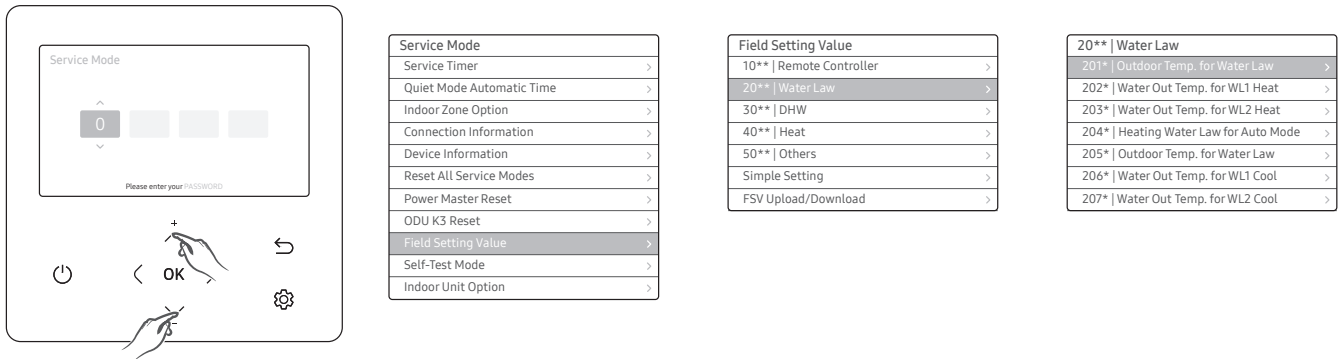 Service Mode
0
Please enter your PASSWORD
+
OK
-
Service Mode
Service Timer
Quiet Mode Automatic Time
Indoor Zone Option
Connection Information
Device Information
Reset All Service Modes
Power Master Reset
ODU K3 Reset
Field Setting Value
Self-Test Mode
Indoor Unit Option
Field Setting Value
10** | Remote Controller
20** | Water Law
30** | DHW
40** | Heat
50** | Others
Simple Setting
FSV Upload/Download
20** | Water Law
201* | Outdoor Temp. for Water Law
202* | Water Out Temp. for WL1 Heat
203* | Water Out Temp. for WL2 Heat
204* | Heating Water Law for Auto Mode
205* | Outdoor Temp. for Water Law
206* | Water Out Temp. for WL1 Cool
207* | Water Out Temp. for WL2 Cool